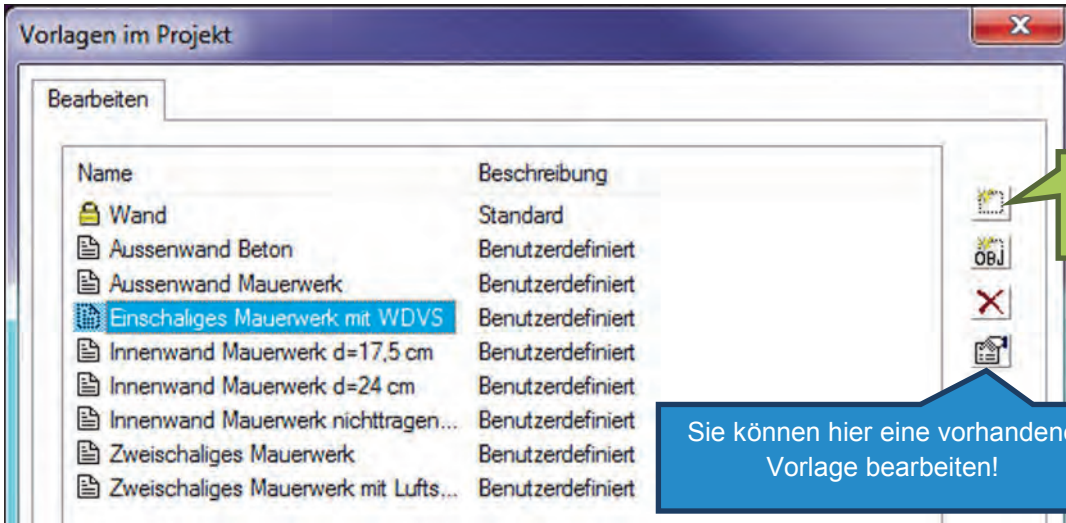 Vorlagen im Projekt
Bearbeiten
Name Beschreibung
Wand Standard
Aussenwand Beton Benutzerdefiniert
Aussenwand Mauerwerk Benutzerdefiniert
Einschaliges Mauerwerk mit WDVS Benutzerdefiniert
Innenwand Mauerwerk d=17,5 cm Benutzerdefiniert
Innenwand Mauerwerk d=24 cm Benutzerdefiniert
Innenwand Mauerwerk nichttragen... Benutzerdefiniert
Zweischaliges Mauerwerk Benutzerdefiniert
Zweischaliges Mauerwerk mit Lufts... Benutzerdefiniert
OBJ
Sie können hier eine vorhandene
Vorlage bearbeiten!